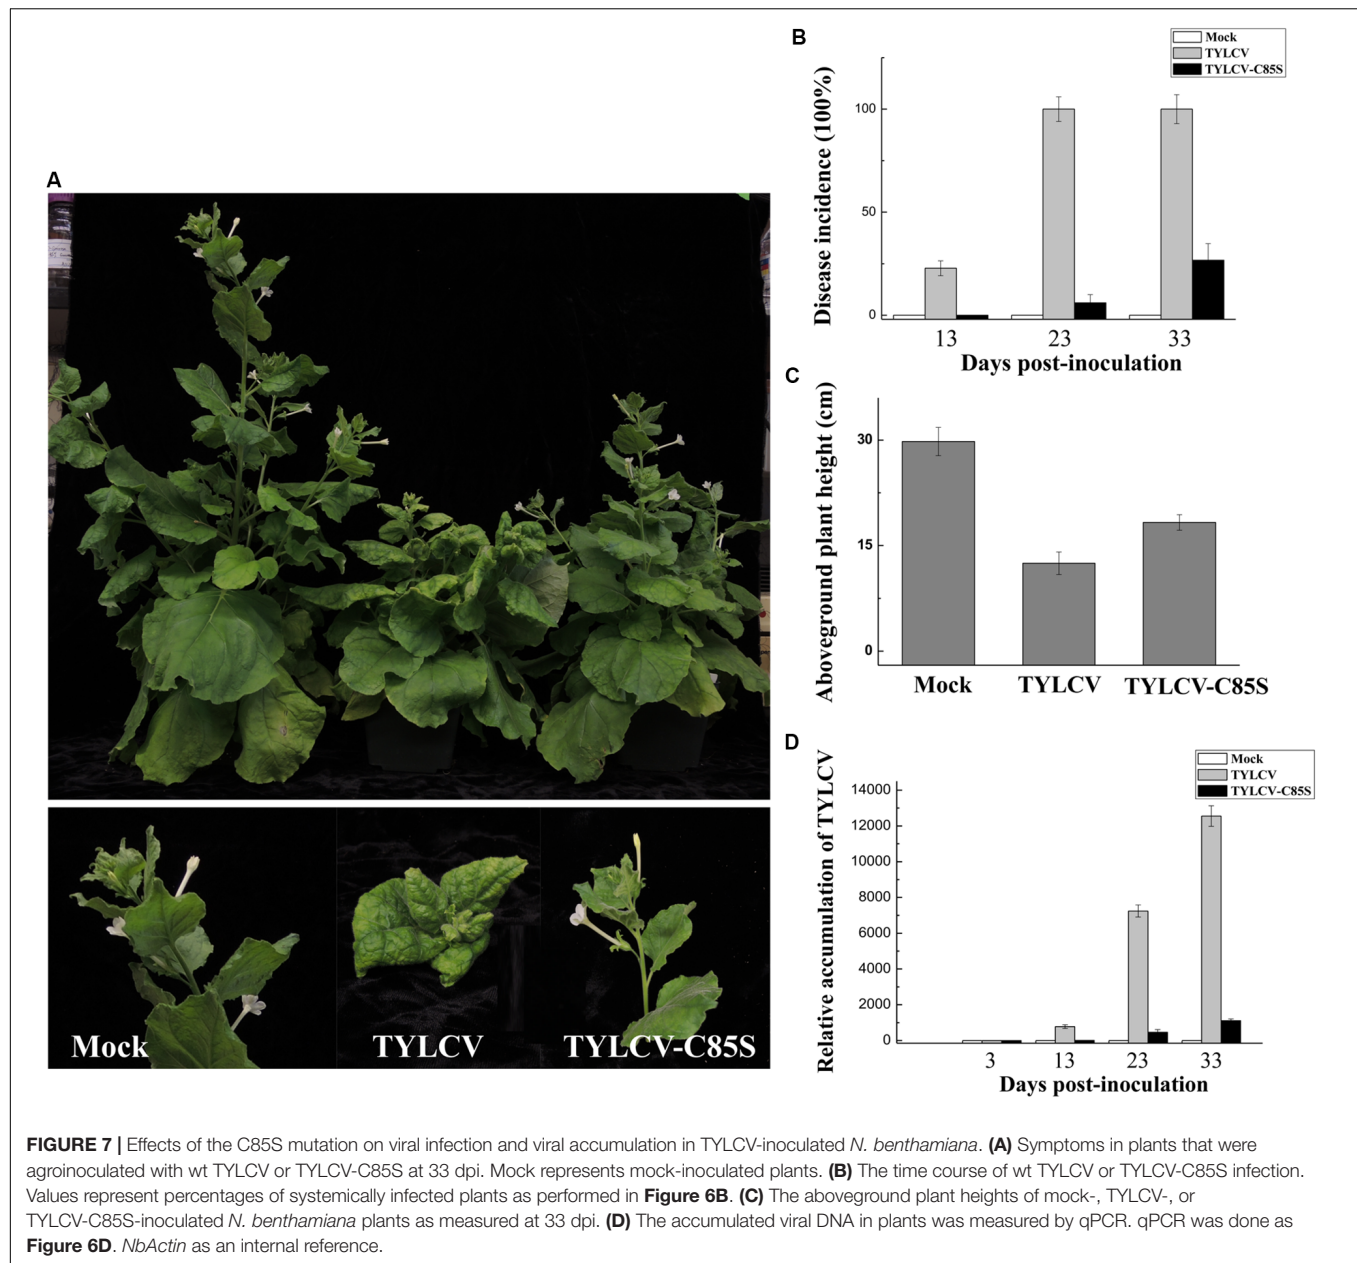 A
Mock
TYLCV
TYLCV-C85S
B
Mock
TYLCV
TYLCV-C85S
Disease incidence (100%)
100
50
0
13 23 33
Days post-inoculation
C
Aboveground plant height (cm)
30
15
0
Mock TYLCV TYLCV-C85S
D
Mock
TYLCV
TYLCV-C85S
Relative accumulation of TYLCV
14000
12000
10000
8000
6000
4000
2000
0
3 13 23 33
Days post-inoculation
FIGURE 7 | Effects of the C85S mutation on viral infection and viral accumulation in TYLCV-inoculated N. benthamiana. (A) Symptoms in plants that were
agroinoculated with wt TYLCV or TYLCV-C85S at 33 dpi. Mock represents mock-inoculated plants. (B) The time course of wt TYLCV or TYLCV-C85S infection.
Values represent percentages of systemically infected plants as performed in Figure 6B. (C) The aboveground plant heights of mock-, TYLCV-, or
TYLCV-C85S-inoculated N. benthamiana plants as measured at 33 dpi. (D) The accumulated viral DNA in plants was measured by qPCR. qPCR was done as
Figure 6D. NbActin as an internal reference.